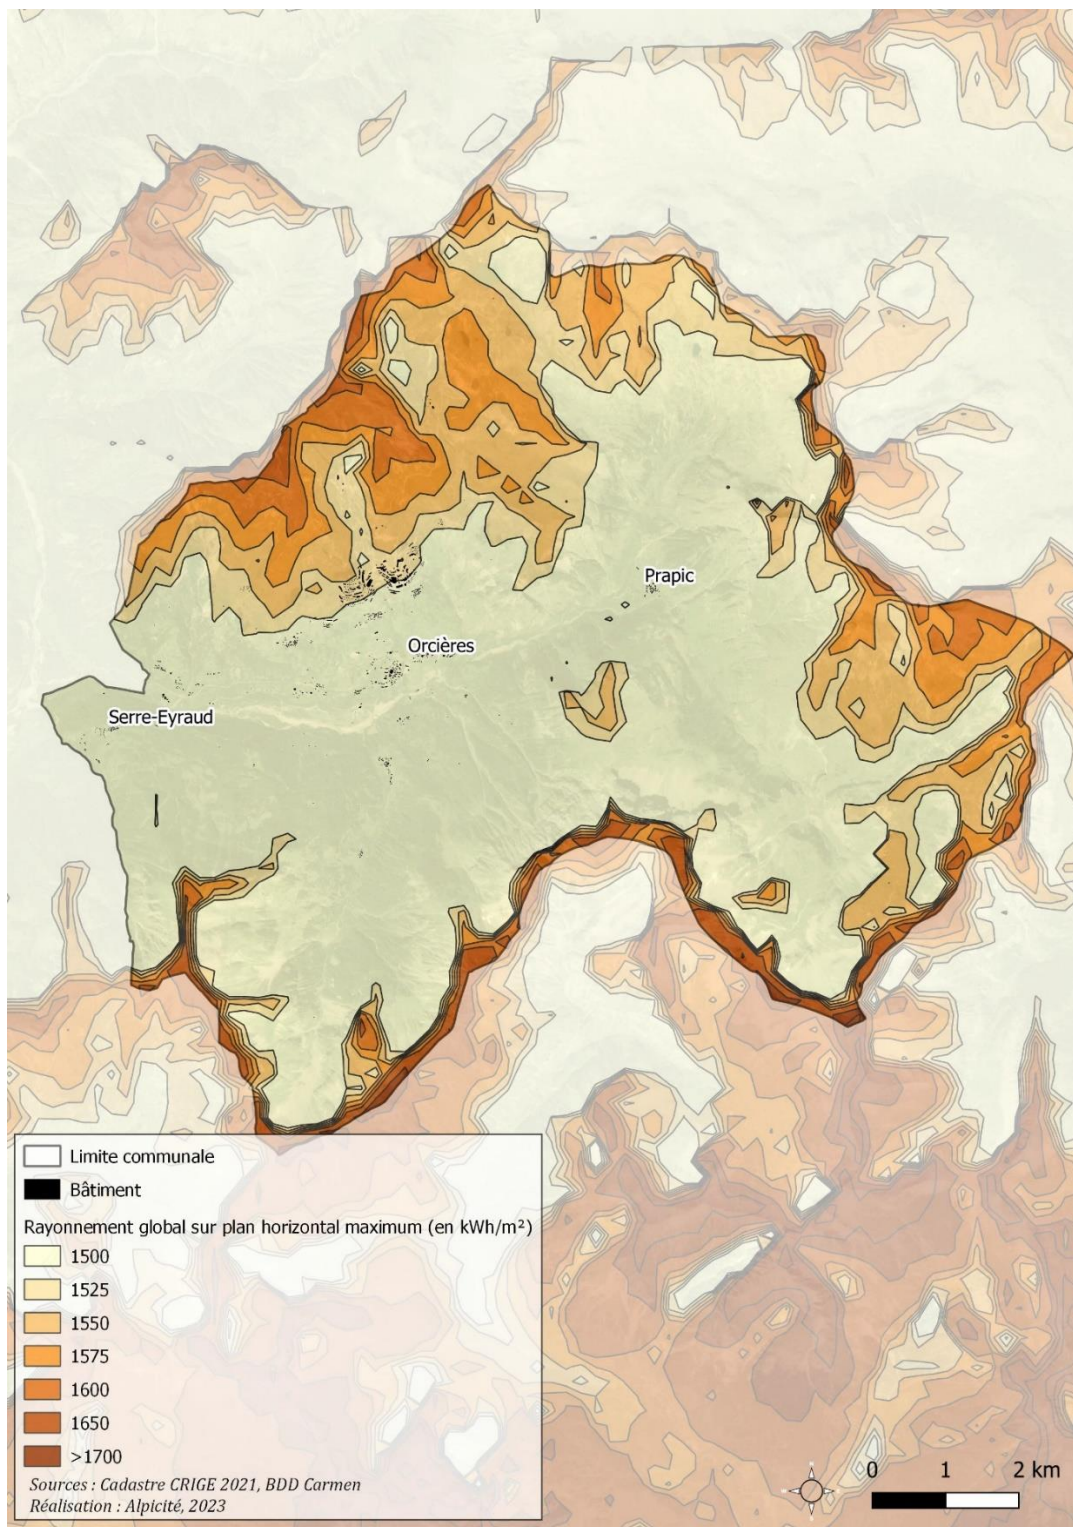 Prapic
Orcières
Serre-Eyraud
Limite communale
Bâtiment
Rayonnement global sur plan horizontal maximum (en kWh/m²)
1500
1525
1550
1575
1600
1650
>1700
Sources : Cadastre CRIGE 2021, BDD Carmen
Réalisation : Alpicité, 2023
0 1 2 km